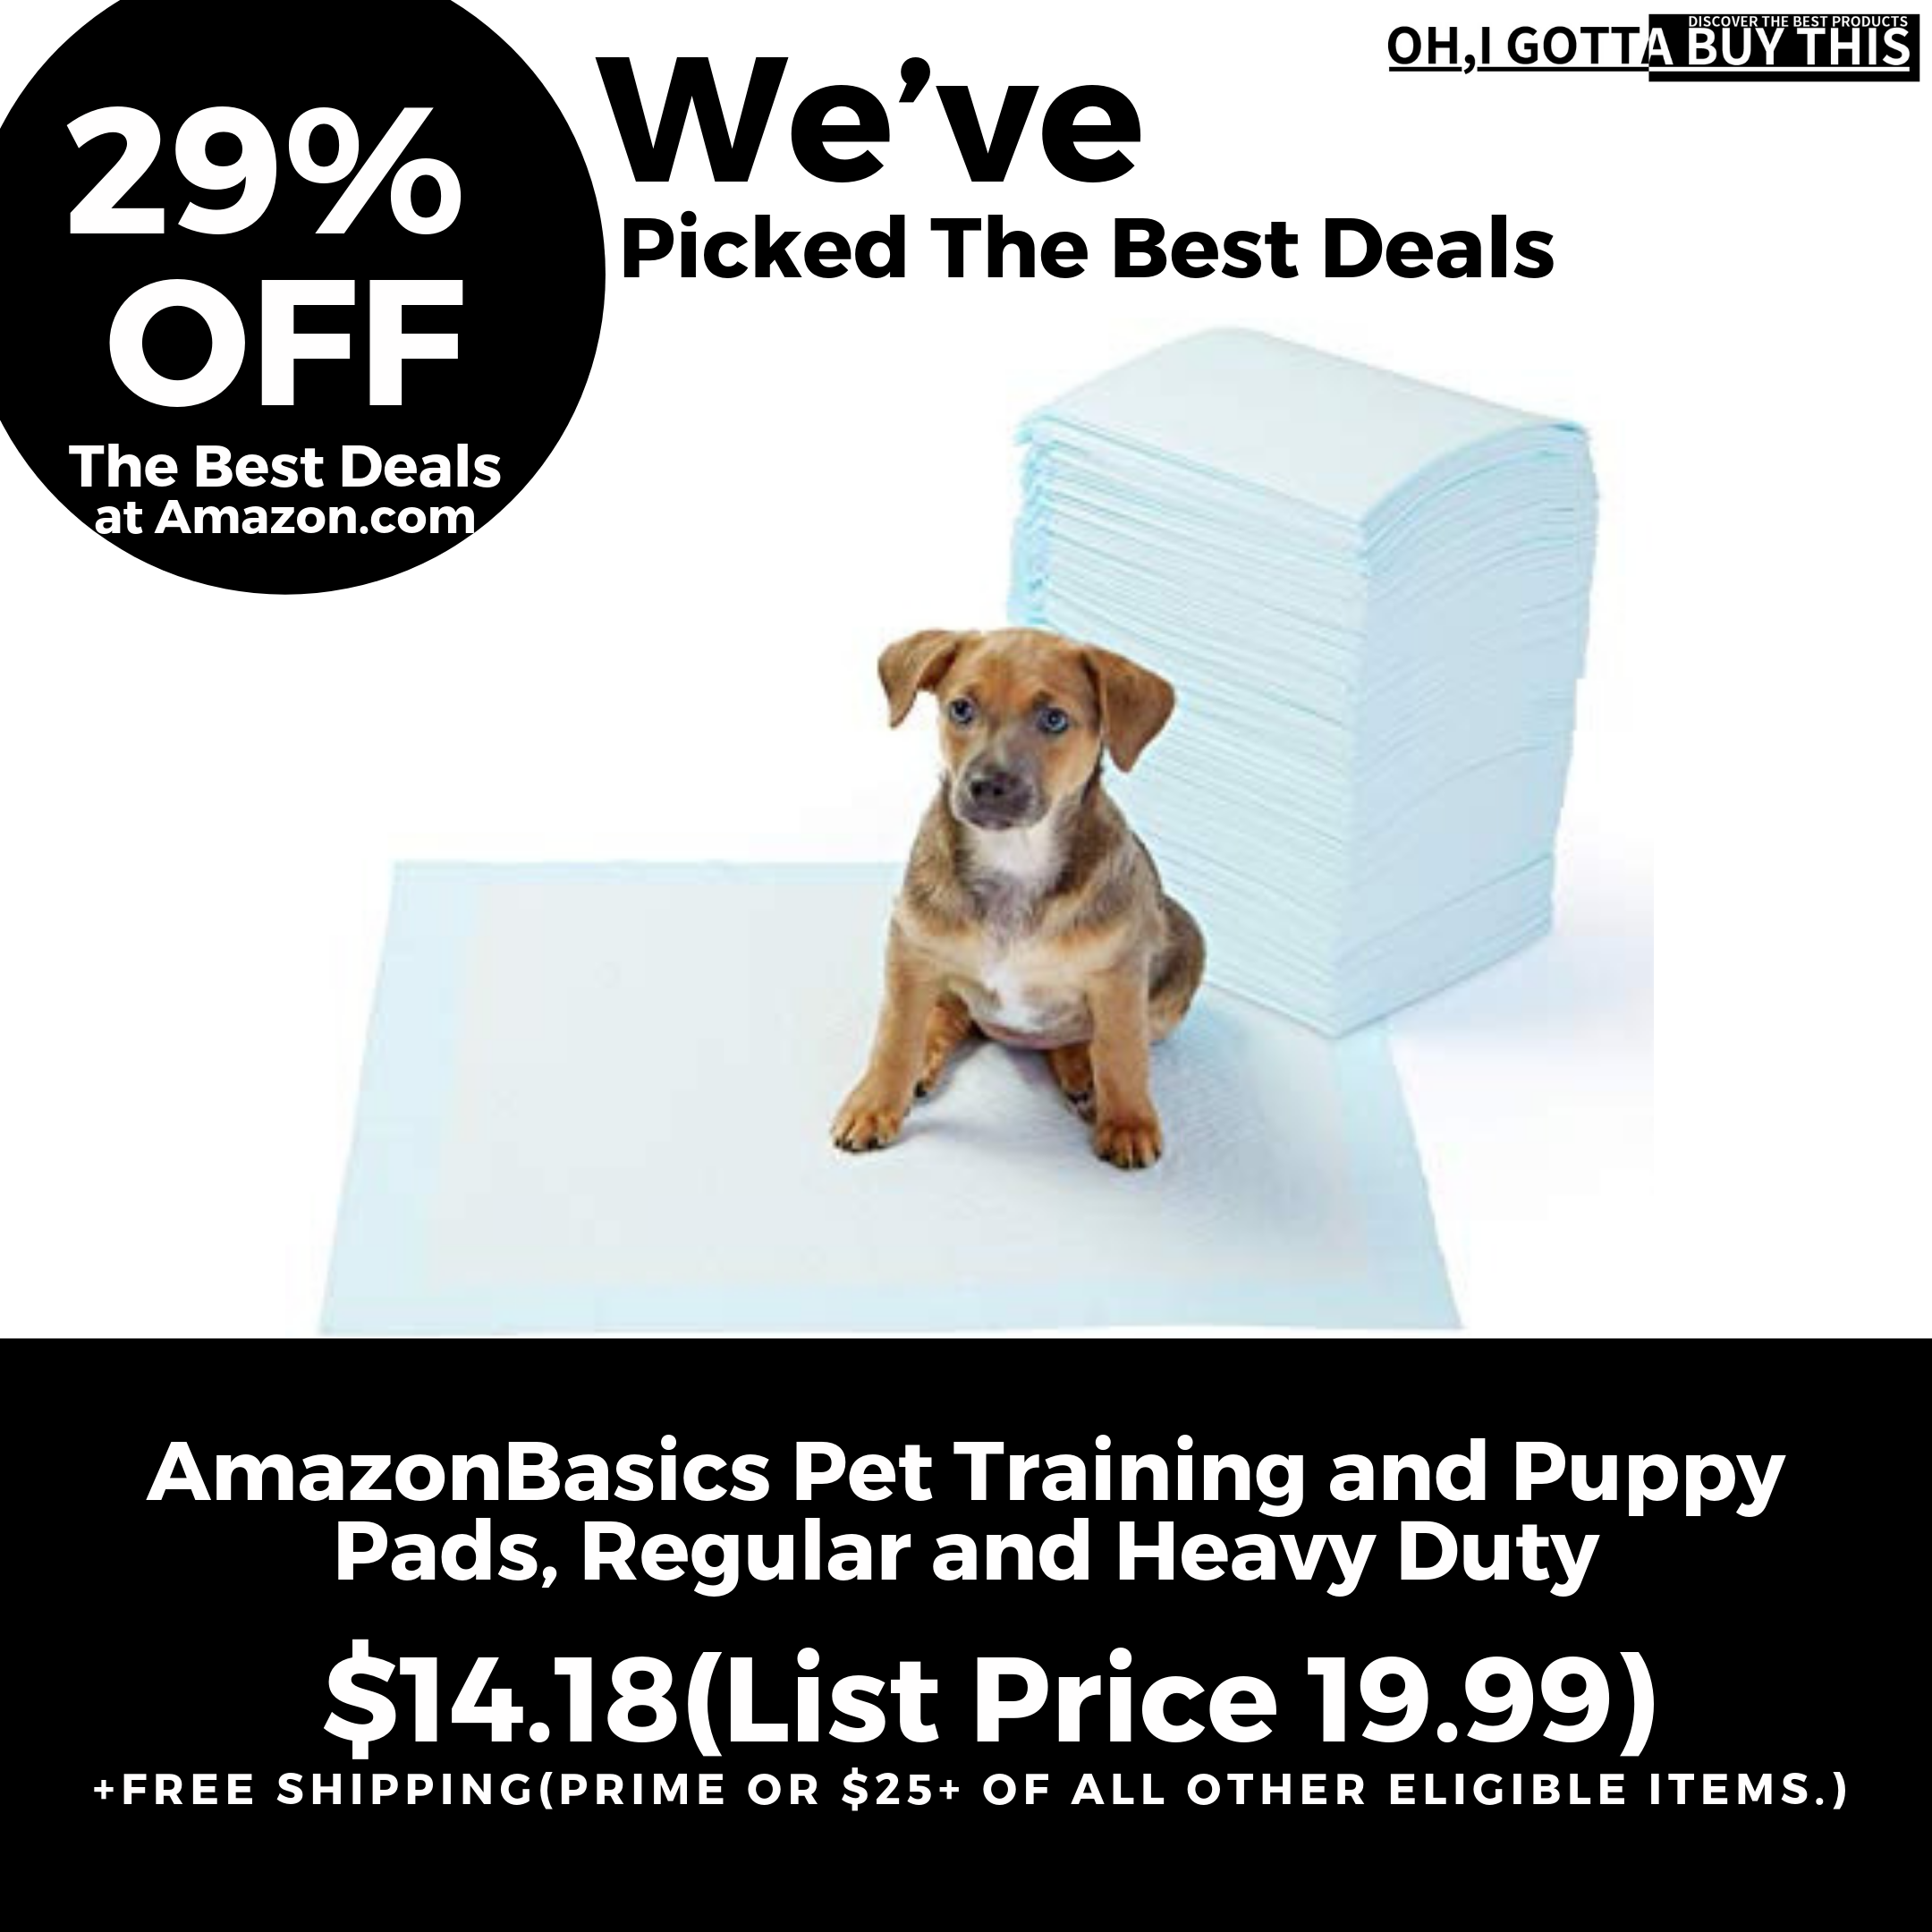 29%
OFF
The Best Deals
at Amazon.com
We’ve
Picked The Best Deals
DISCOVER THE BEST PRODUCTS
OH,I GOTTA BUY THIS
AmazonBasics Pet Training and Puppy
Pads, Regular and Heavy Duty
$14.18(List Price 19.99)
+FREE SHIPPING(PRIME OR $25+ OF ALL OTHER ELIGIBLE ITEMS.)